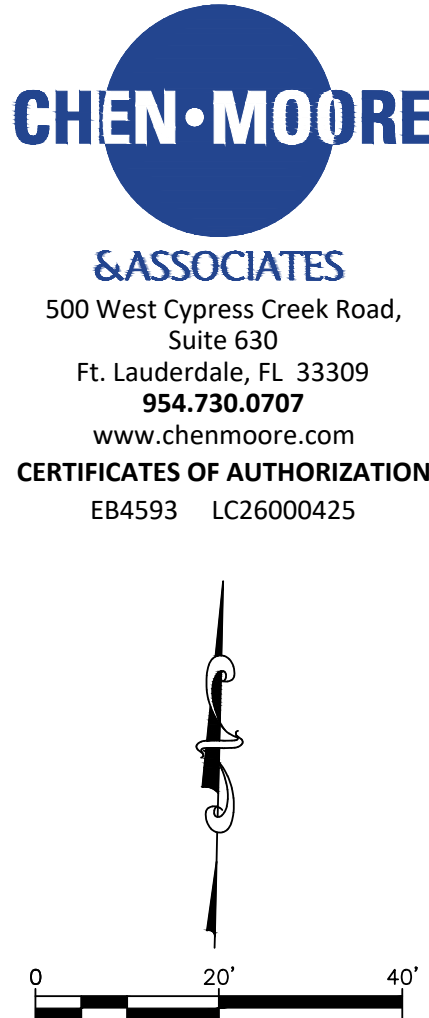 CHEN•MOORE
&ASSOCIATES
500 West Cypress Creek Road,
Suite 630
Ft. Lauderdale, FL 33309
954.730.0707
www.chenmoore.com
CERTIFICATES OF AUTHORIZATION
EB4593 LC26000425
0 20' 40'